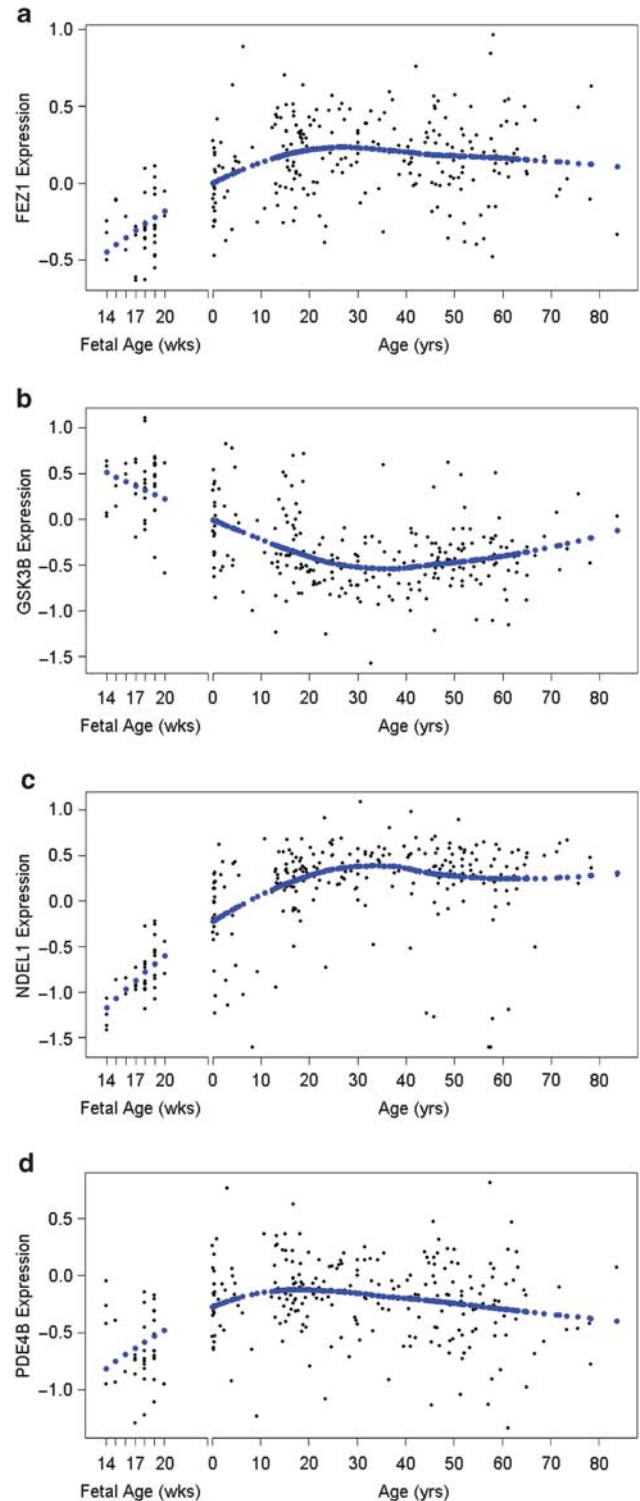 a
FEZ1 Expression
1.0
0.5
0.0
−0.5
14 17 20 0 10 20 30 40 50 60 70 80
Fetal Age (wks) Age (yrs)
b
GSK3B Expression
1.0
0.5
0.0
−0.5
−1.0
−1.5
14 17 20 0 10 20 30 40 50 60 70 80
Fetal Age (wks) Age (yrs)
c
NDEL1 Expression
1.0
0.5
0.0
−0.5
−1.0
−1.5
14 17 20 0 10 20 30 40 50 60 70 80
Fetal Age (wks) Age (yrs)
d
PDE4B Expression
0.5
0.0
−0.5
−1.0
14 17 20 0 10 20 30 40 50 60 70 80
Fetal Age (wks) Age (yrs)